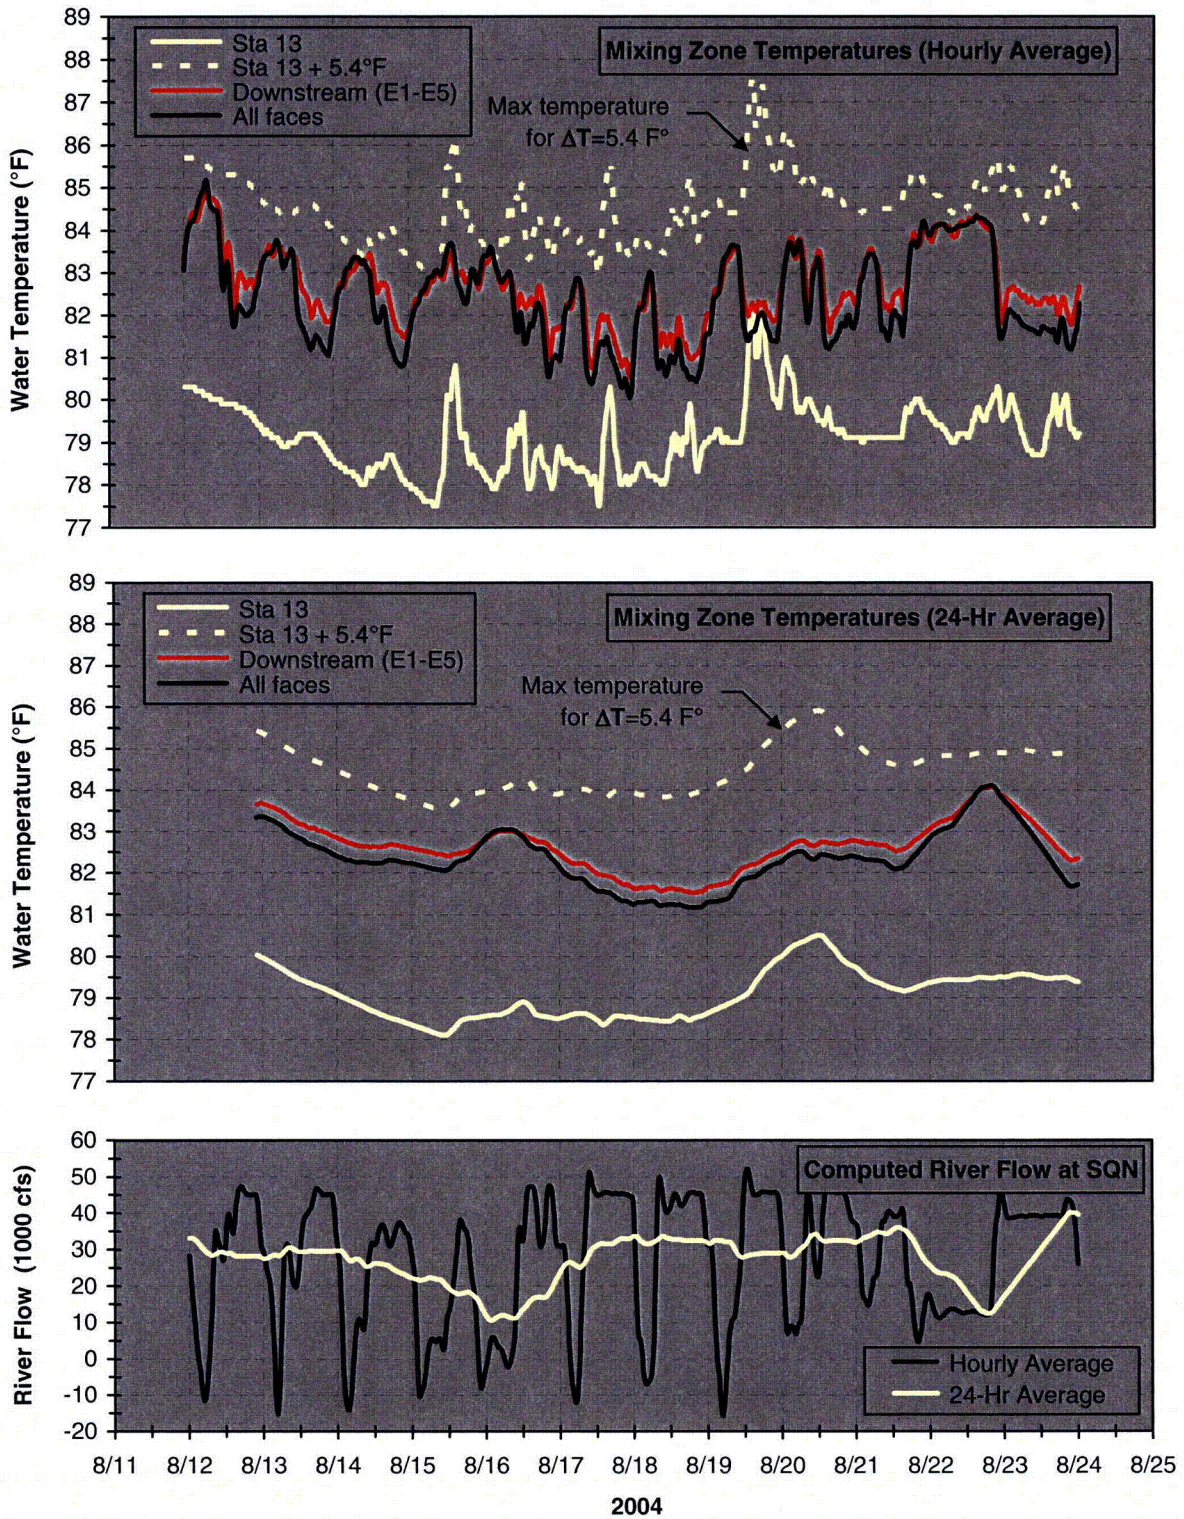 Mixing Zone Temperatures (Hourly Average)
Sta 13
Sta 13 + 5.4°F
Downstream (E1-E5)
All faces
Max temperature
for ΔT=5.4 F°
Water Temperature (°F)
89
88
87
86
85
84
83
82
81
80
79
78
77
Mixing Zone Temperatures (24-Hr Average)
Sta 13
Sta 13 + 5.4°F
Downstream (E1-E5)
All faces
Max temperature
for ΔT=5.4 F°
Water Temperature (°F)
89
88
87
86
85
84
83
82
81
80
79
78
77
Computed River Flow at SQN
River Flow (1000 cfs)
60
50
40
30
20
10
0
-10
-20
Hourly Average
24-Hr Average
8/11 8/12 8/13 8/14 8/15 8/16 8/17 8/18 8/19 8/20 8/21 8/22 8/23 8/24 8/25
2004